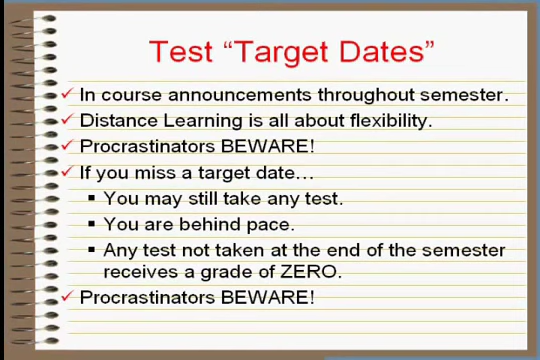 Test “Target Dates”
In course announcements throughout semester.
Distance Learning is all about flexibility.
Procrastinators BEWARE!
If you miss a target date…
You may still take any test.
You are behind pace.
Any test not taken at the end of the semester
receives a grade of ZERO.
Procrastinators BEWARE!